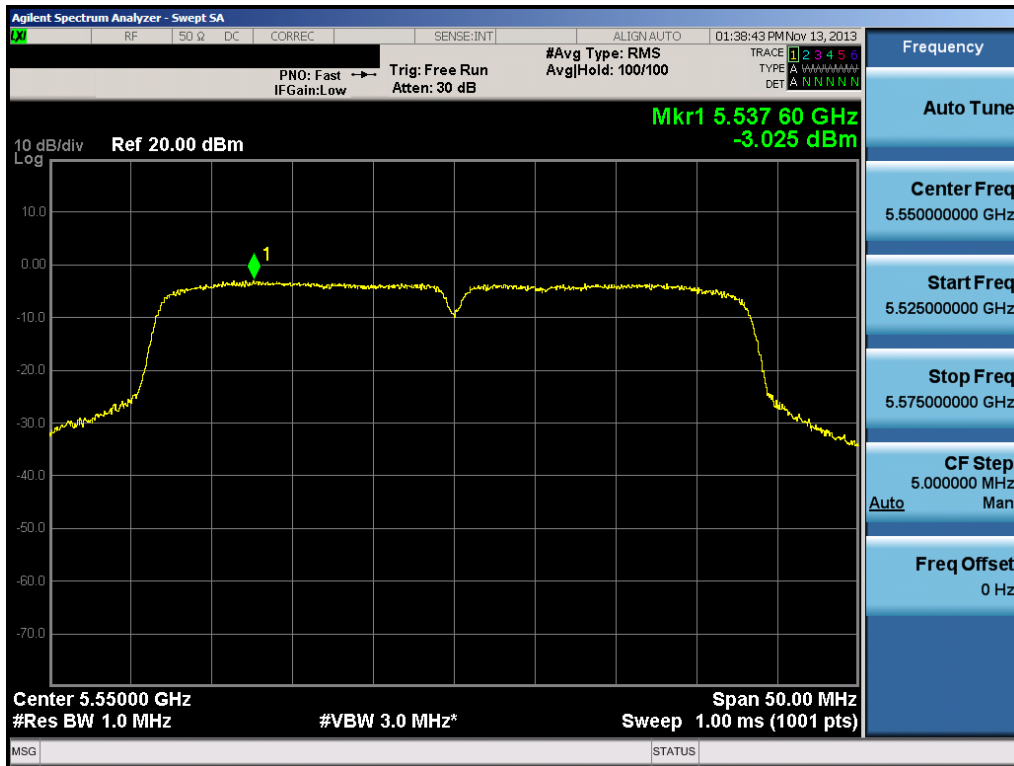 Agilent Spectrum Analyzer - Swept SA
LXI RF 50 Ω DC CORREC SENSE:INT ALIGN AUTO 01:38:43 PM Nov 13, 2013
Frequency
PNO: Fast
IFGain:Low
Trig: Free Run
Atten: 30 dB
#Avg Type: RMS
Avg|Hold: 100/100
TRACE 1 2 3 4 5 6
TYPE A WWWWW
DET A N N N N N
Mkr1 5.537 60 GHz
-3.025 dBm
10 dB/div Ref 20.00 dBm
Log
10.0
0.00
-10.0
-20.0
-30.0
-40.0
-50.0
-60.0
-70.0
1
Center 5.55000 GHz Span 50.00 MHz
#Res BW 1.0 MHz #VBW 3.0 MHz* Sweep 1.00 ms (1001 pts)
MSG STATUS
Auto Tune
Center Freq
5.550000000 GHz
Start Freq
5.525000000 GHz
Stop Freq
5.575000000 GHz
CF Step
5.000000 MHz
Auto Man
Freq Offset
0 Hz